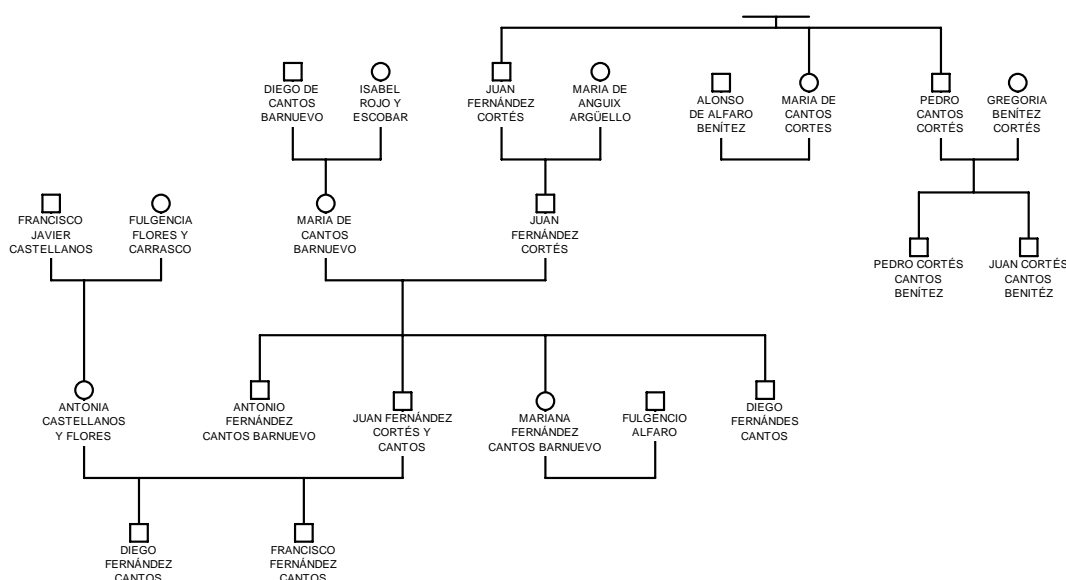 DIEGO DE
CANTOS
BARNUEVO
ISABEL
ROJO Y
ESCOBAR
JUAN
FERNÁNDEZ
CORTÉS
MARIA DE
ANGUIX
ARGÜELLO
ALONSO
DE ALFARO
BENÍTEZ
MARIA DE
CANTOS
CORTES
PEDRO
CANTOS
CORTÉS
GREGORIA
BENÍTEZ
CORTÉS
FRANCISCO
JAVIER
CASTELLANOS
FULGENCIA
FLORES Y
CARRASCO
MARIA DE
CANTOS
BARNUEVO
JUAN
FERNÁNDEZ
CORTÉS
PEDRO CORTÉS
CANTOS
BENÍTEZ
JUAN CORTÉS
CANTOS
BENITÉZ
ANTONIA
CASTELLANOS
Y FLORES
ANTONIO
FERNÁNDEZ
CANTOS BARNUEVO
JUAN FERNÁNDEZ
CORTÉS Y
CANTOS
MARIANA
FERNÁNDEZ
CANTOS BARNUEVO
FULGENCIO
ALFARO
DIEGO
FERNÁNDES
CANTOS
DIEGO
FERNÁNDEZ
CANTOS
FRANCISCO
FERNÁNDEZ
CANTOS